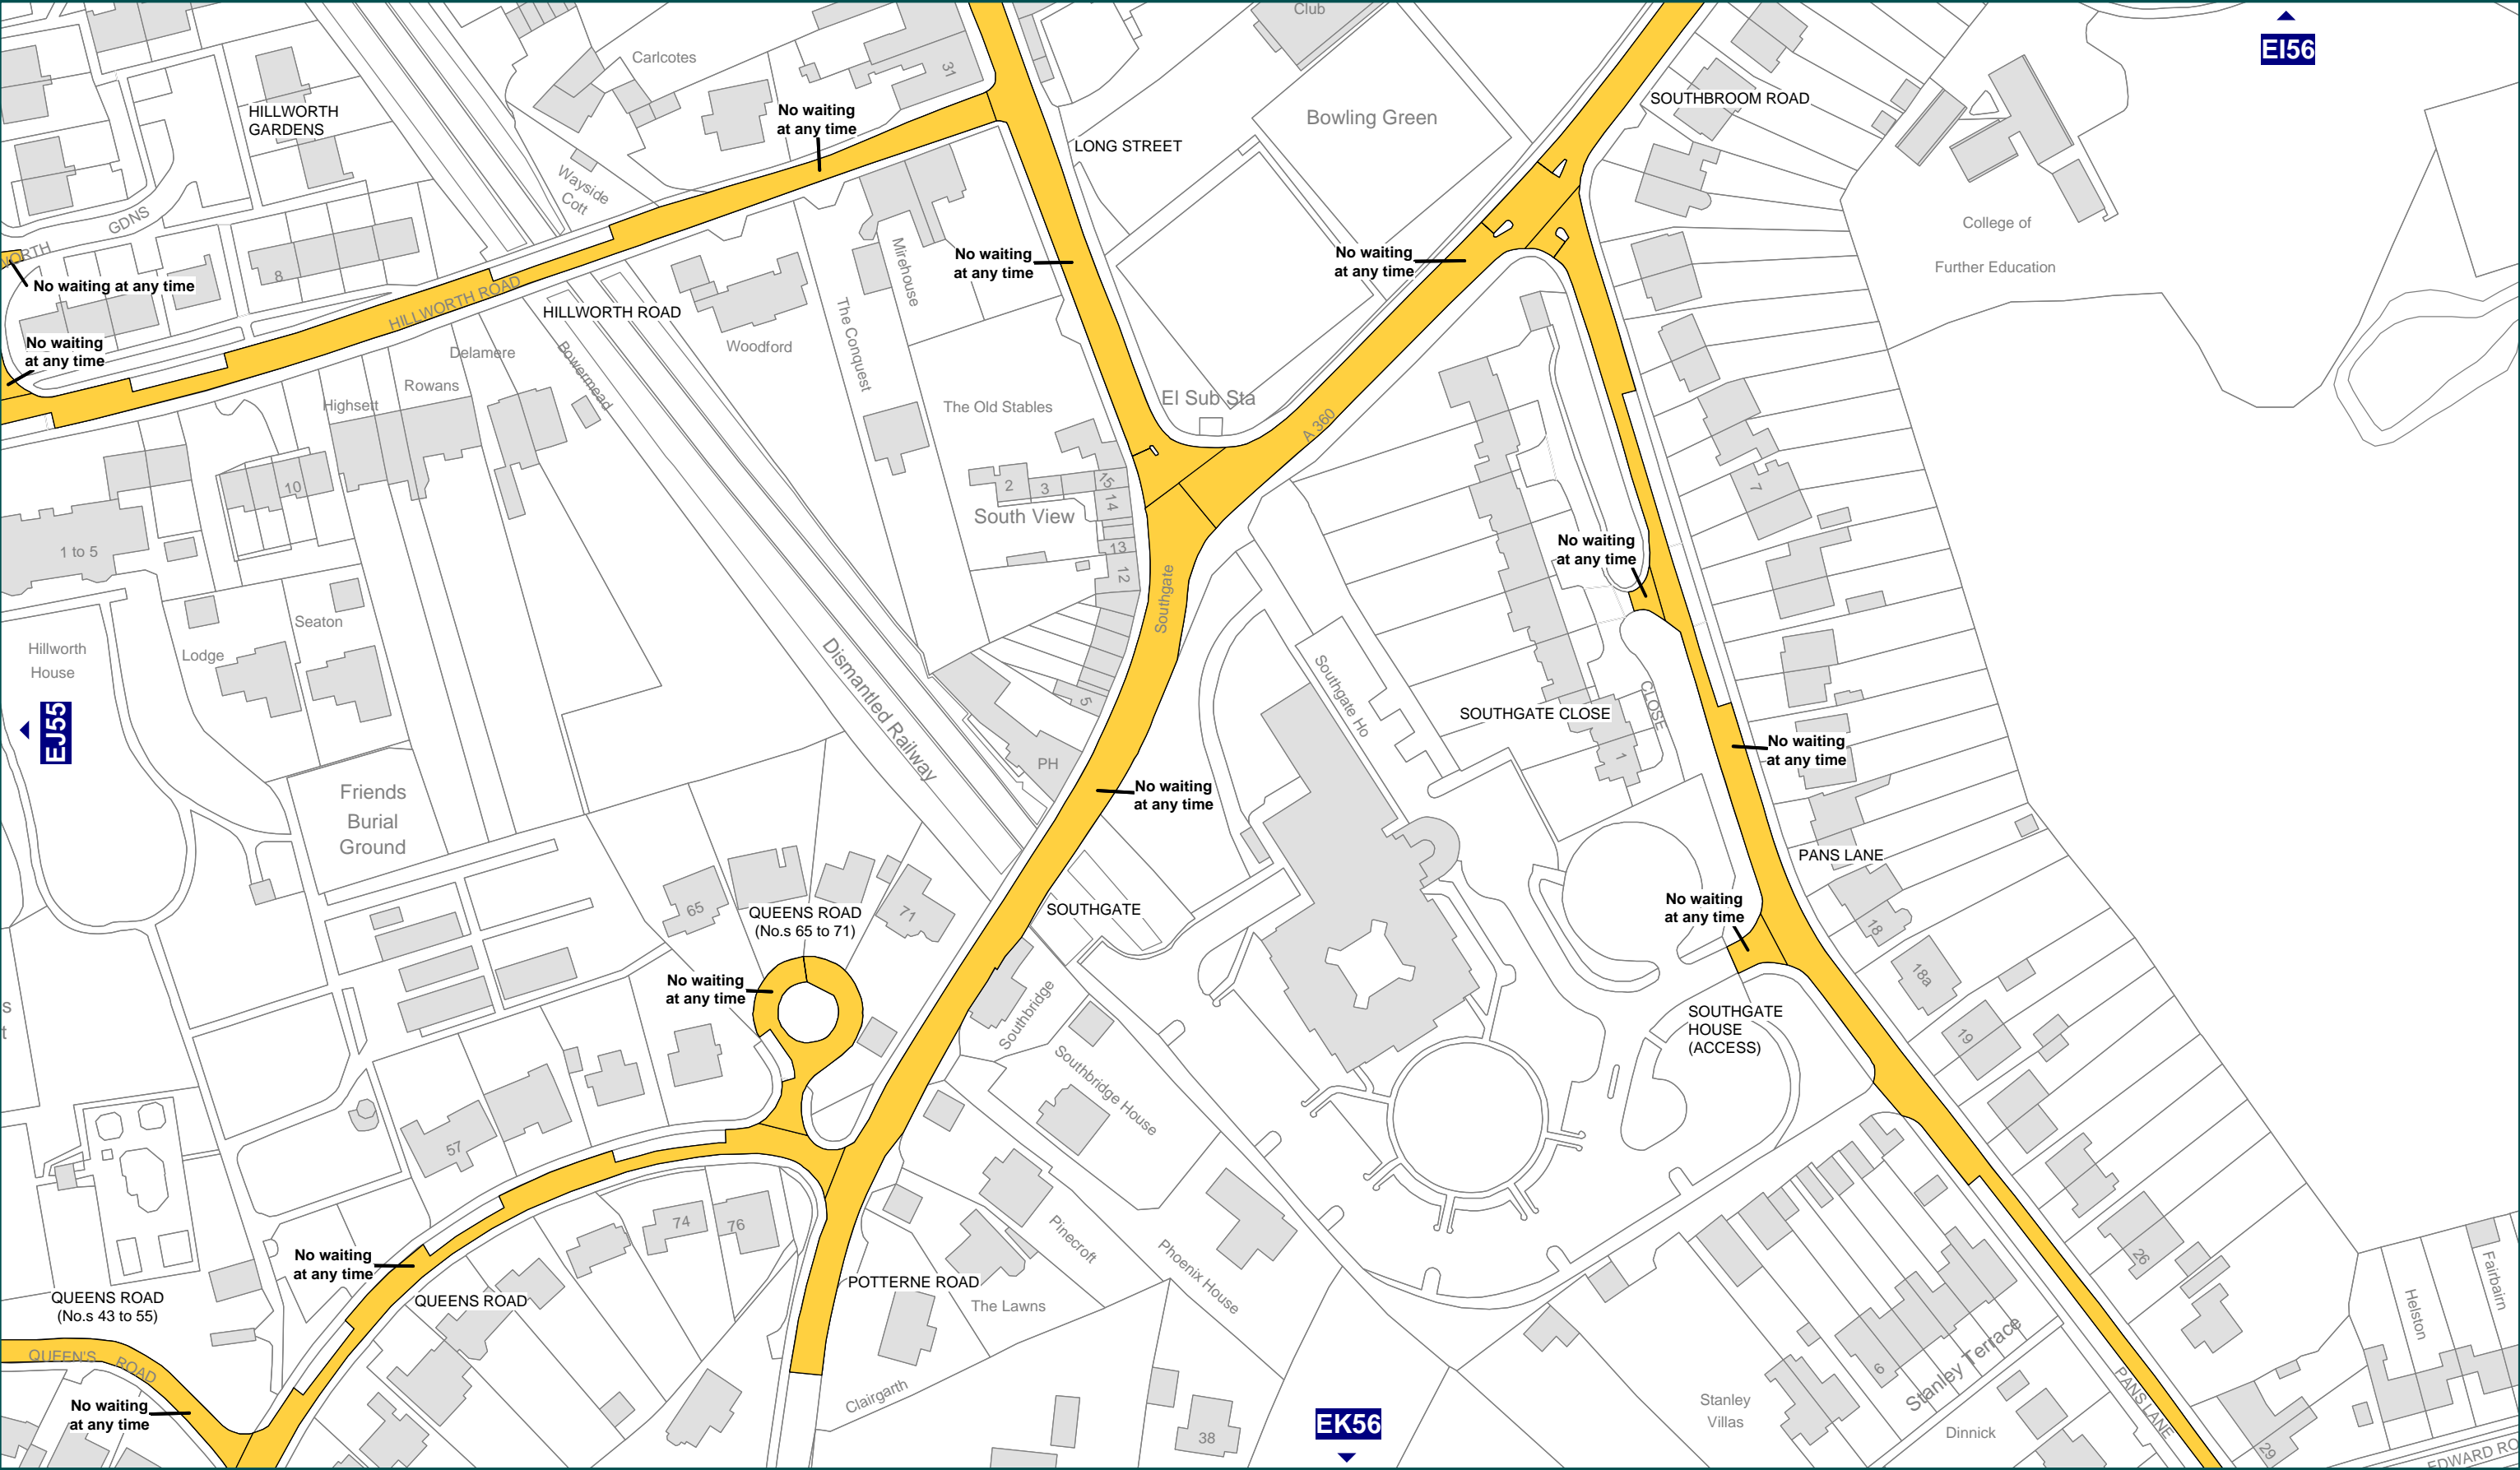 Club
EI56
Carlcotes
31
HILLWORTH
GARDENS
No waiting
at any time
SOUTHBROOM ROAD
Bowling Green
LONG STREET
Wayside
Cott
GDNS
WORTH
College of
Further Education
8
No waiting at any time
Mirehouse
No waiting
at any time
No waiting
at any time
HILLWORTH ROAD
HILLWORTH ROAD
The Conquest
No waiting
at any time
Delamere
Woodford
Bowermead
Rowans
Highsett
El Sub Sta
A 360
The Old Stables
10
2
3
15
14
South View
7
1 to 5
13
12
No waiting
at any time
Southgate
Seaton
Hillworth
House
Lodge
Dismantled Railway
5
Southgate Ho
SOUTHGATE CLOSE
CLOSE
EJ55
1
No waiting
at any time
PH
Friends
Burial
Ground
No waiting
at any time
PANS LANE
65
QUEENS ROAD
(No.s 65 to 71)
71
SOUTHGATE
No waiting
at any time
18
18a
No waiting
at any time
Southbridge
SOUTHGATE
HOUSE
(ACCESS)
19
s
t
Southbridge House
57
74
76
Pinecroft
Phoenix House
No waiting
at any time
26
POTTERNE ROAD
The Lawns
QUEENS ROAD
(No.s 43 to 55)
QUEENS ROAD
Helston
Fairbairn
QUEEN'S ROAD
6
Stanley Terrace
Clairgarth
Stanley
Villas
No waiting
at any time
EK56
38
Dinnick
PANS LANE
29
EDWARD RO